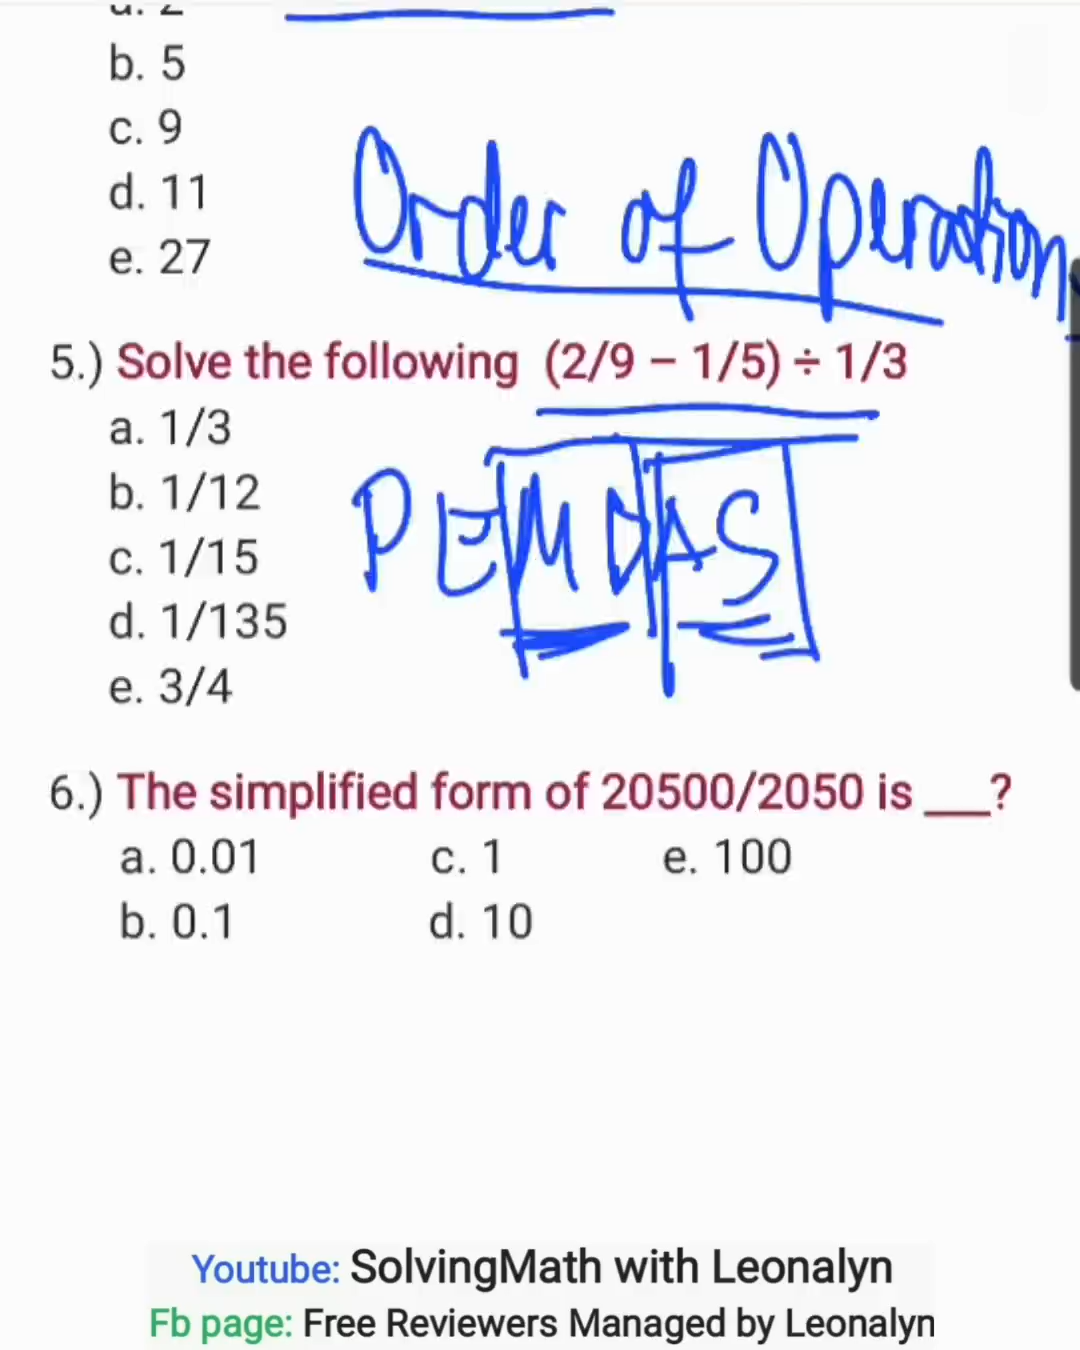 b. 5
c. 9
d. 11
e. 27
Order of Operation
5.) Solve the following (2/9 – 1/5) ÷ 1/3
a. 1/3
b. 1/12
c. 1/15
d. 1/135
e. 3/4
PEMDAS
6.) The simplified form of 20500/2050 is ___?
a. 0.01 c. 1 e. 100
b. 0.1 d. 10
Youtube: SolvingMath with Leonalyn
Fb page: Free Reviewers Managed by Leonalyn